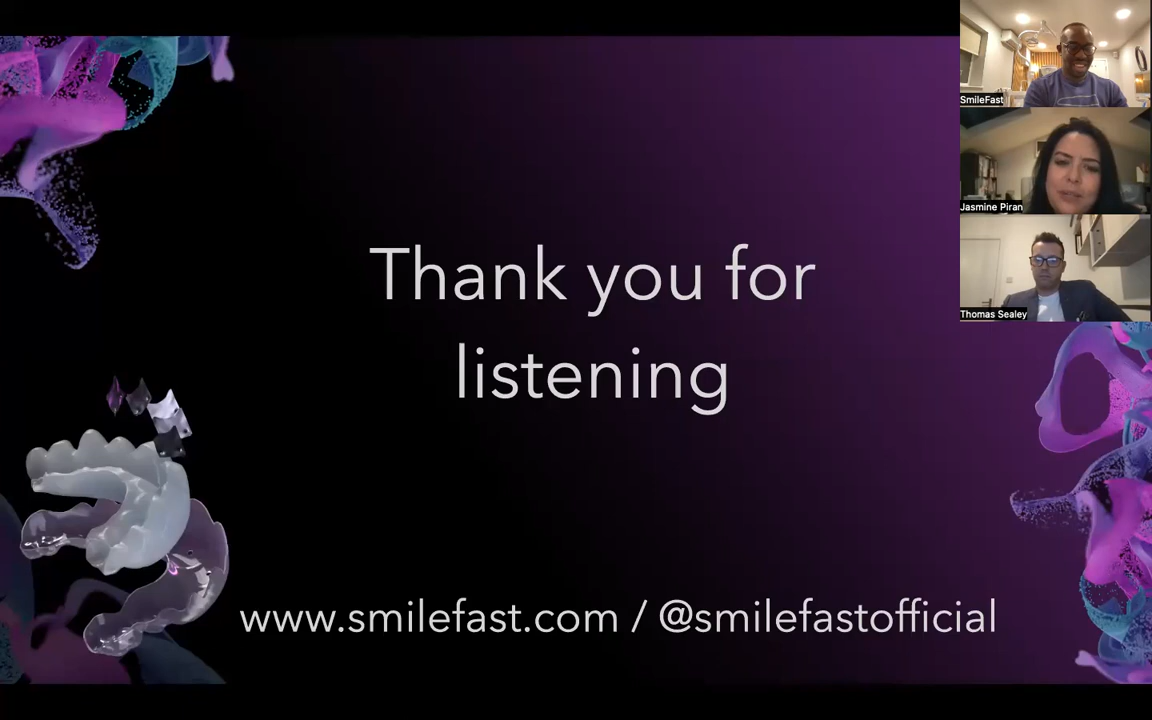 SmileFast
Jasmine Piran
Thomas Sealey
Thank you for
listening
www.smilefast.com / @smilefastofficial